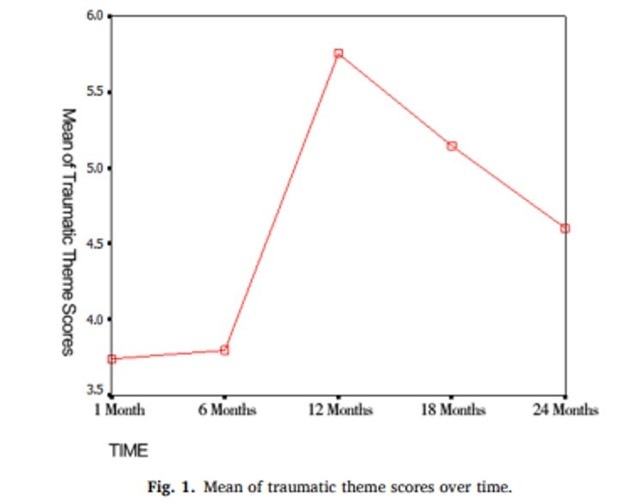 6.0
5.5
5.0
4.5
4.0
3.5
Mean of Traumatic Theme Scores
1 Month 6 Months 12 Months 18 Months 24 Months
TIME
Fig. 1. Mean of traumatic theme scores over time.